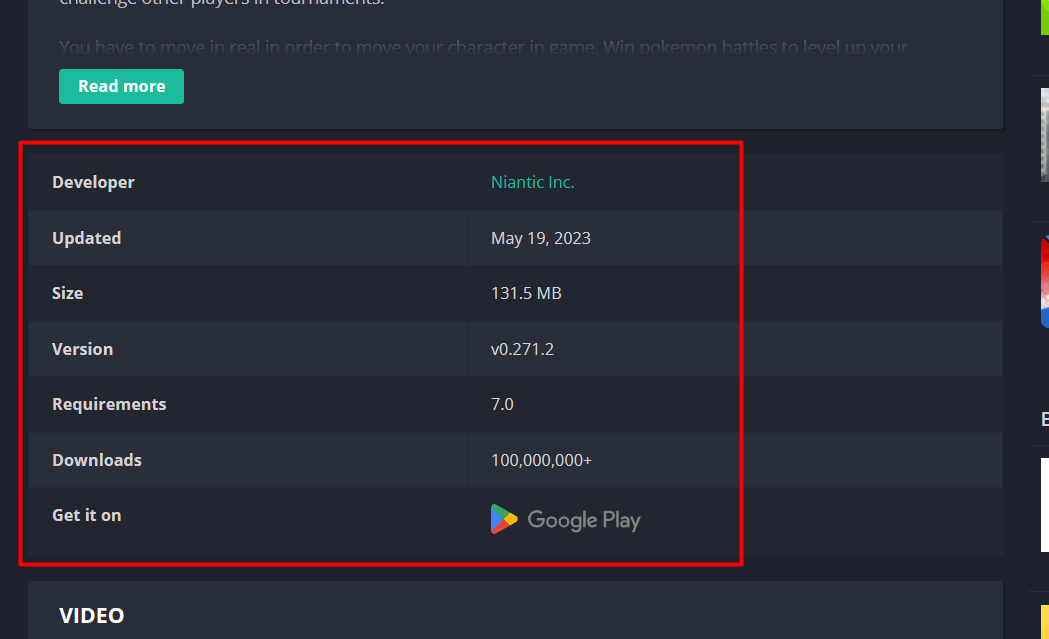 challenge other players in tournaments.
You have to move in real in order to move your character in game. Win pokemon battles to level up your
Read more
Developer Niantic Inc.
Updated May 19, 2023
Size 131.5 MB
Version v0.271.2
Requirements 7.0
Downloads 100,000,000+
Get it on Google Play
VIDEO